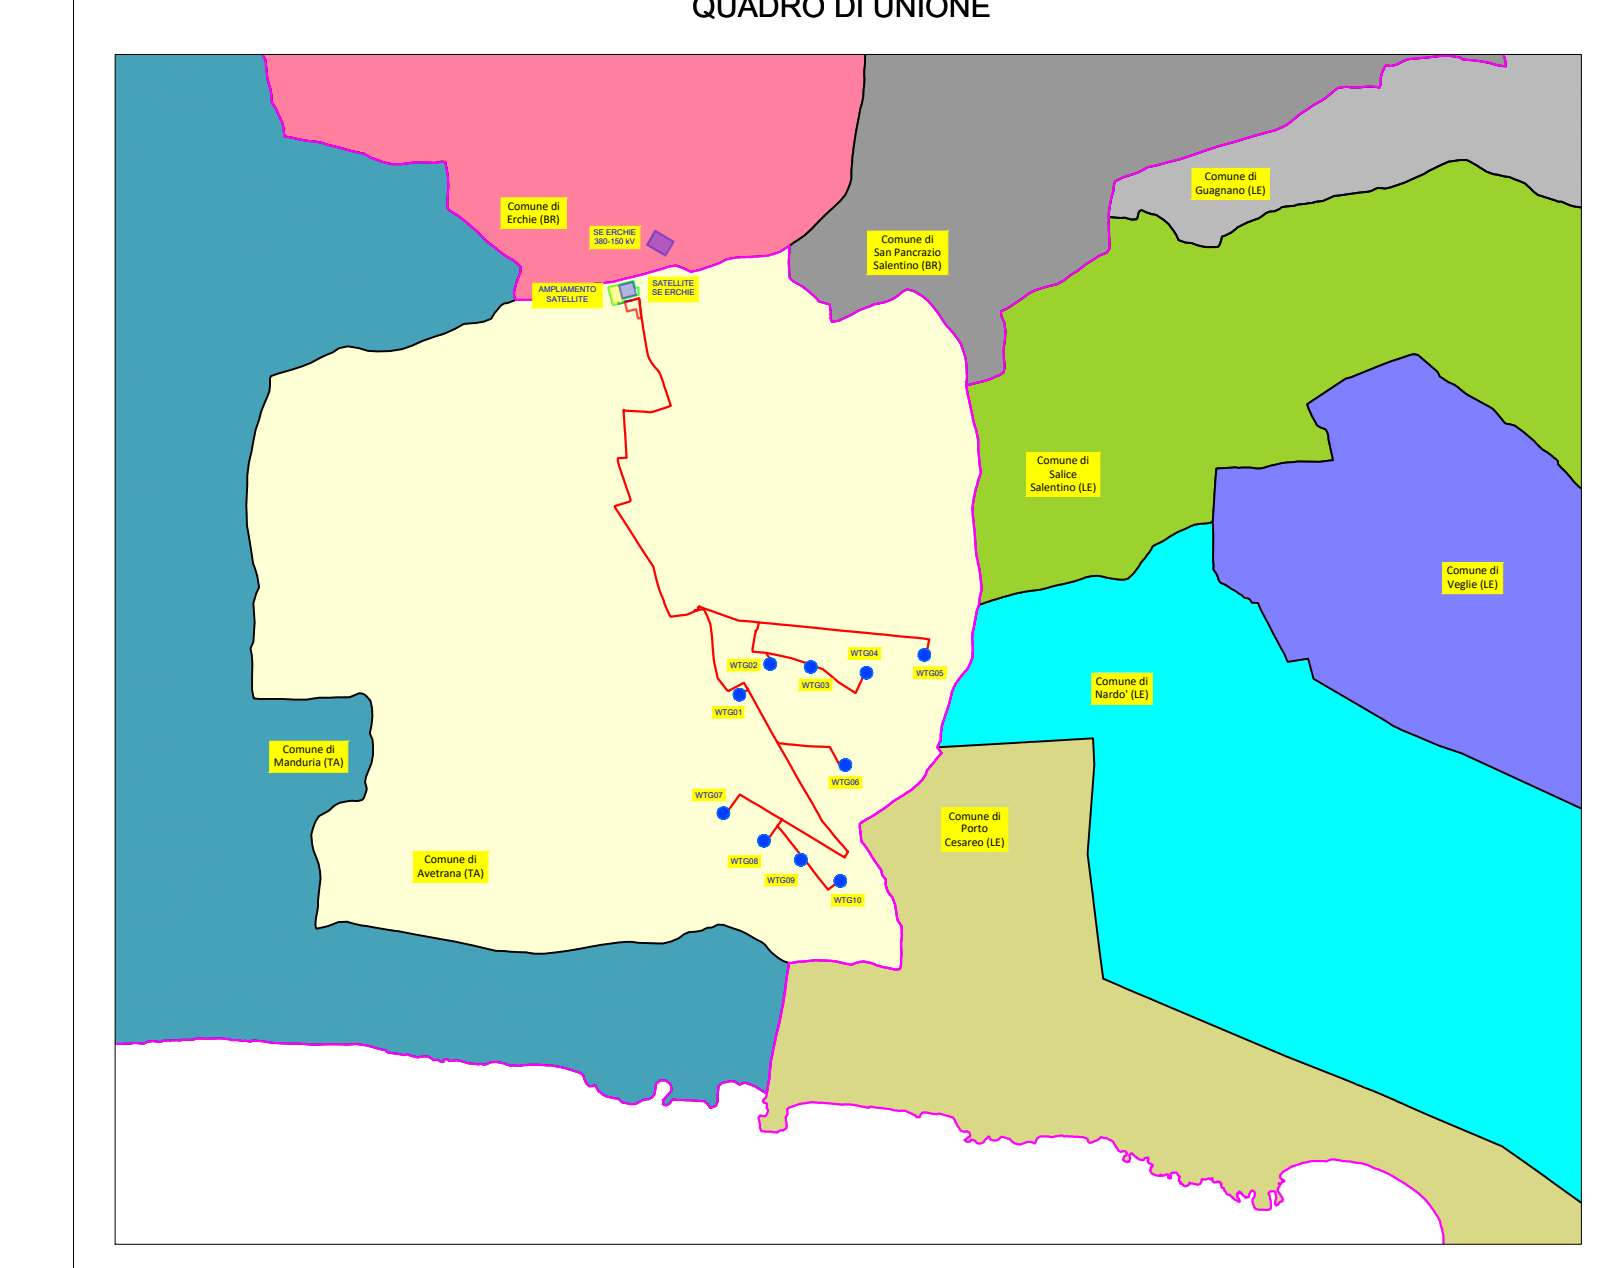 QUADRO DI UNIONE
Comune di
Guagnano (LE)
Comune di
Erchie (BR)
SE ERCHIE
380-150 kV
Comune di
San Pancrazio
Salentino (BR)
AMPLIAMENTO
SATELLITE
SATELLITE
SE ERCHIE
Comune di
Salice
Salentino (LE)
Comune di
Veglie (LE)
WTG04
WTG02
WTG05
WTG03
Comune di
Nardo' (LE)
WTG01
Comune di
Manduria (TA)
WTG06
WTG07
Comune di
Porto
Cesareo (LE)
Comune di
Avetrana (TA)
WTG08
WTG09
WTG10